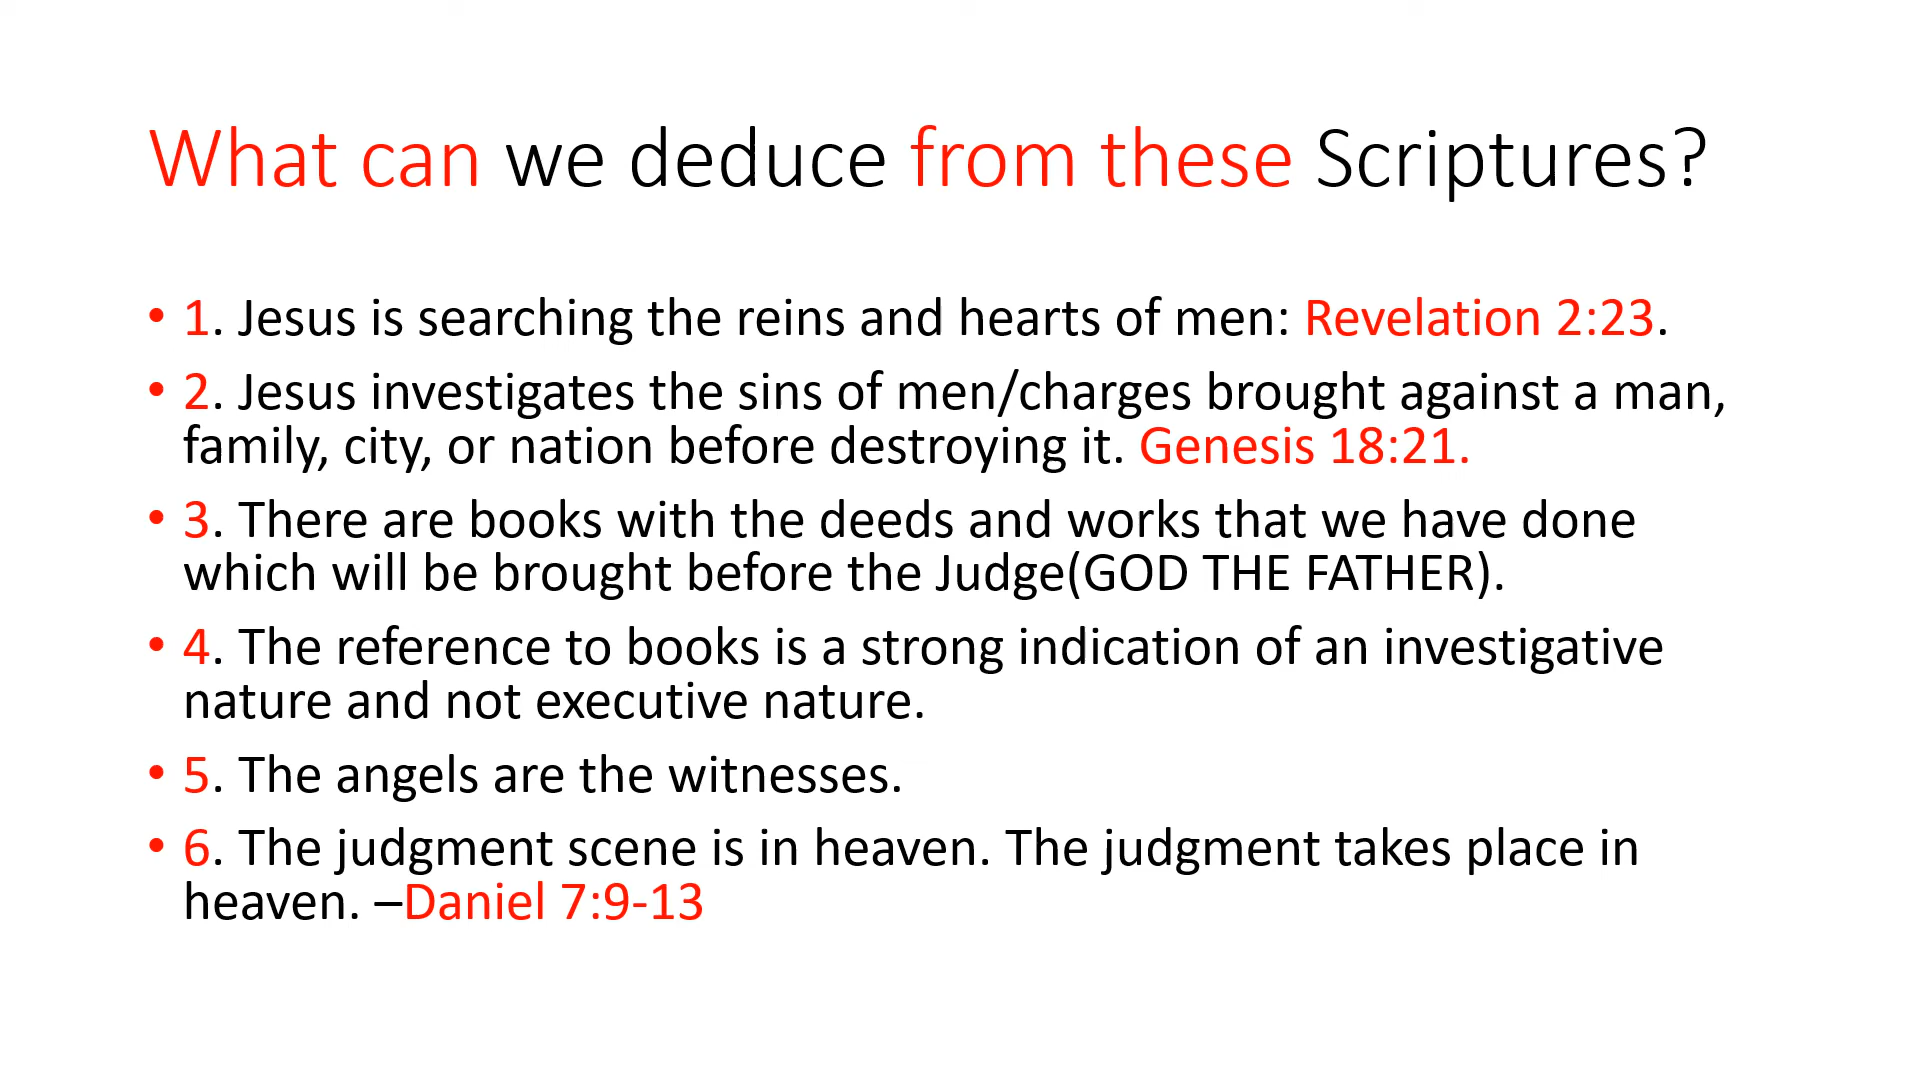 What can we deduce from these Scriptures?
• 1. Jesus is searching the reins and hearts of men: Revelation 2:23.
• 2. Jesus investigates the sins of men/charges brought against a man,
family, city, or nation before destroying it. Genesis 18:21.
• 3. There are books with the deeds and works that we have done
which will be brought before the Judge(GOD THE FATHER).
• 4. The reference to books is a strong indication of an investigative
nature and not executive nature.
• 5. The angels are the witnesses.
• 6. The judgment scene is in heaven. The judgment takes place in
heaven. –Daniel 7:9-13